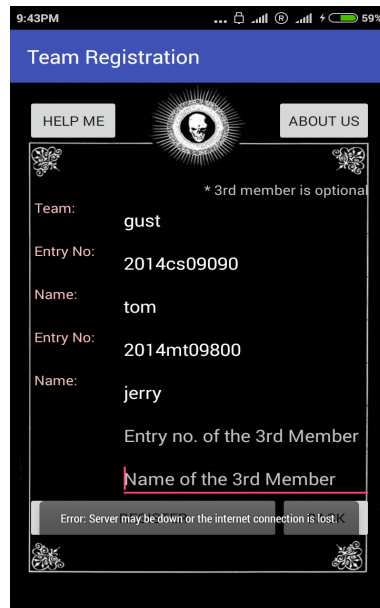 9:43PM ... ® 59%
Team Registration
HELP ME
ABOUT US
* 3rd member is optional
Team:
gust
Entry No:
2014cs09090
Name:
tom
Entry No:
2014mt09800
Name:
jerry
Entry no. of the 3rd Member
Name of the 3rd Member
Error: Server may be down or the internet connection is lost.